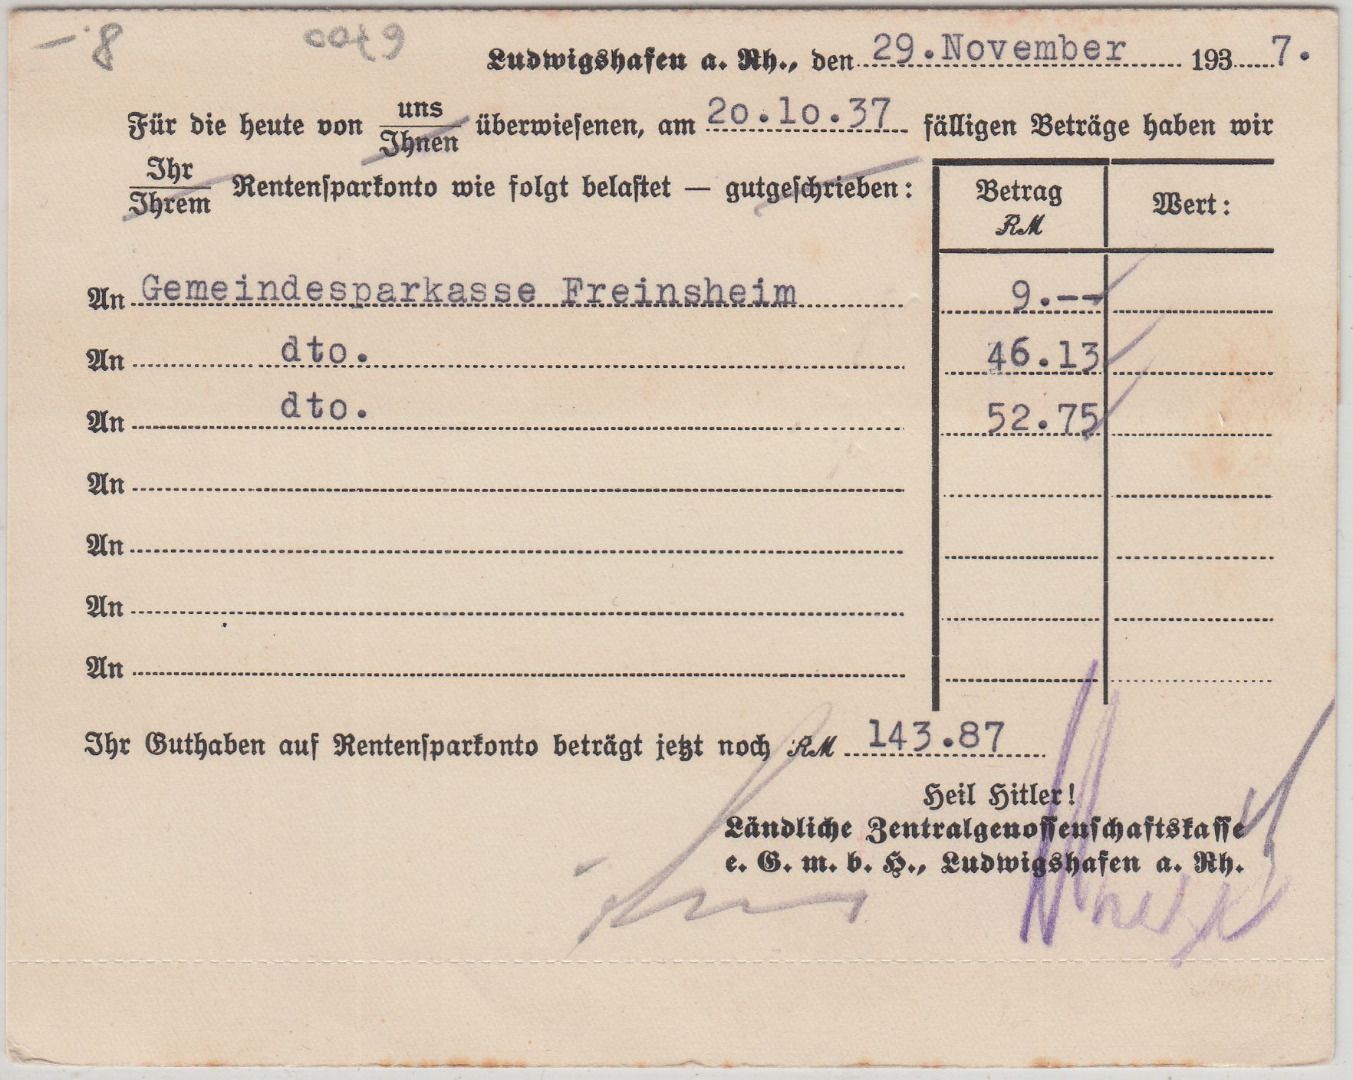 -.8 0079
Ludwigshafen a. Rh., den 29.November 1937.
Für die heute von uns/Ihnen überwiesenen, am 2o.1o.37 fälligen Beträge haben wir
Ihr/Ihrem Rentensparkonto wie folgt belastet — gutgeschrieben:
Betrag RM Wert:
An Gemeindesparkasse Freinsheim 9.--
An dto. 46.13
An dto. 52.75
An
An
An
An
Ihr Guthaben auf Rentensparkonto beträgt jetzt noch RM 143.87
Heil Hitler!
Ländliche Zentralgenossenschaftskasse
e. G. m. b. H., Ludwigshafen a. Rh.